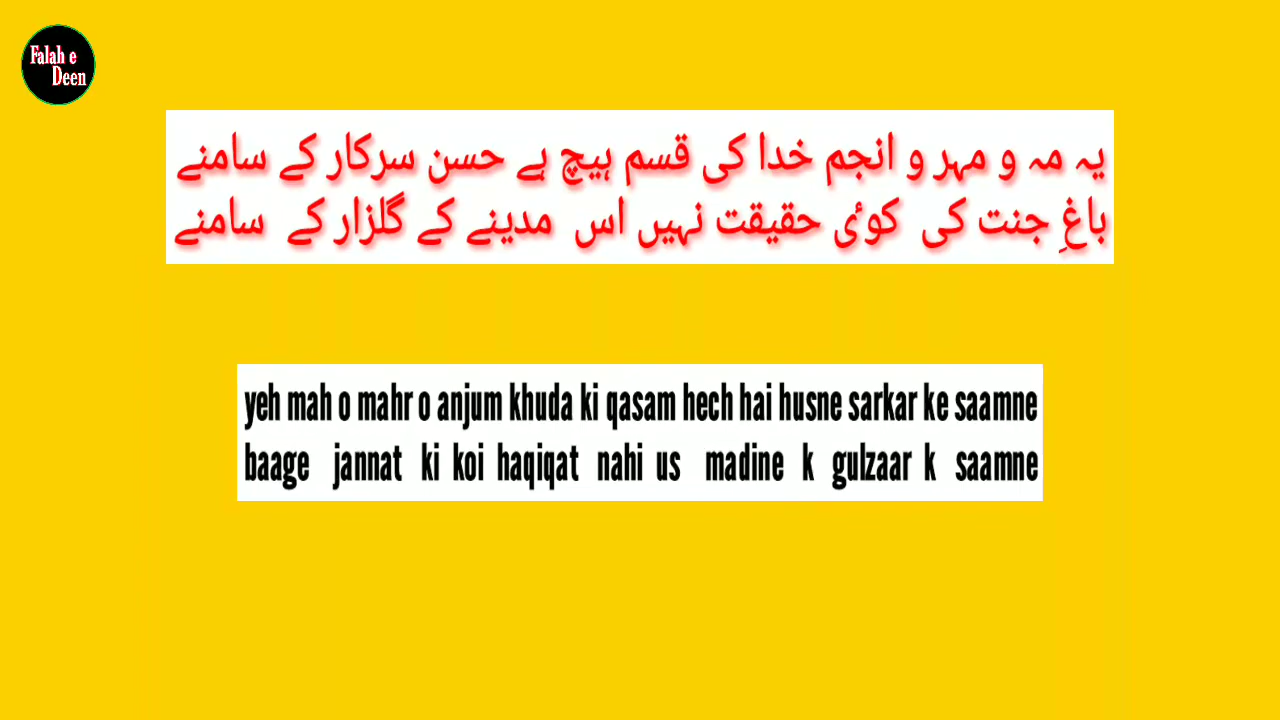 Falah e
Deen
یہ مہ و مہر و انجم خدا کی قسم ہیچ ہے حسن سرکار کے سامنے
باغِ جنت کی کوئی حقیقت نہیں اس مدینے کے گلزار کے سامنے
yeh mah o mahr o anjum khuda ki qasam hech hai husne sarkar ke saamne
baage jannat ki koi haqiqat nahi us madine k gulzaar k saamne